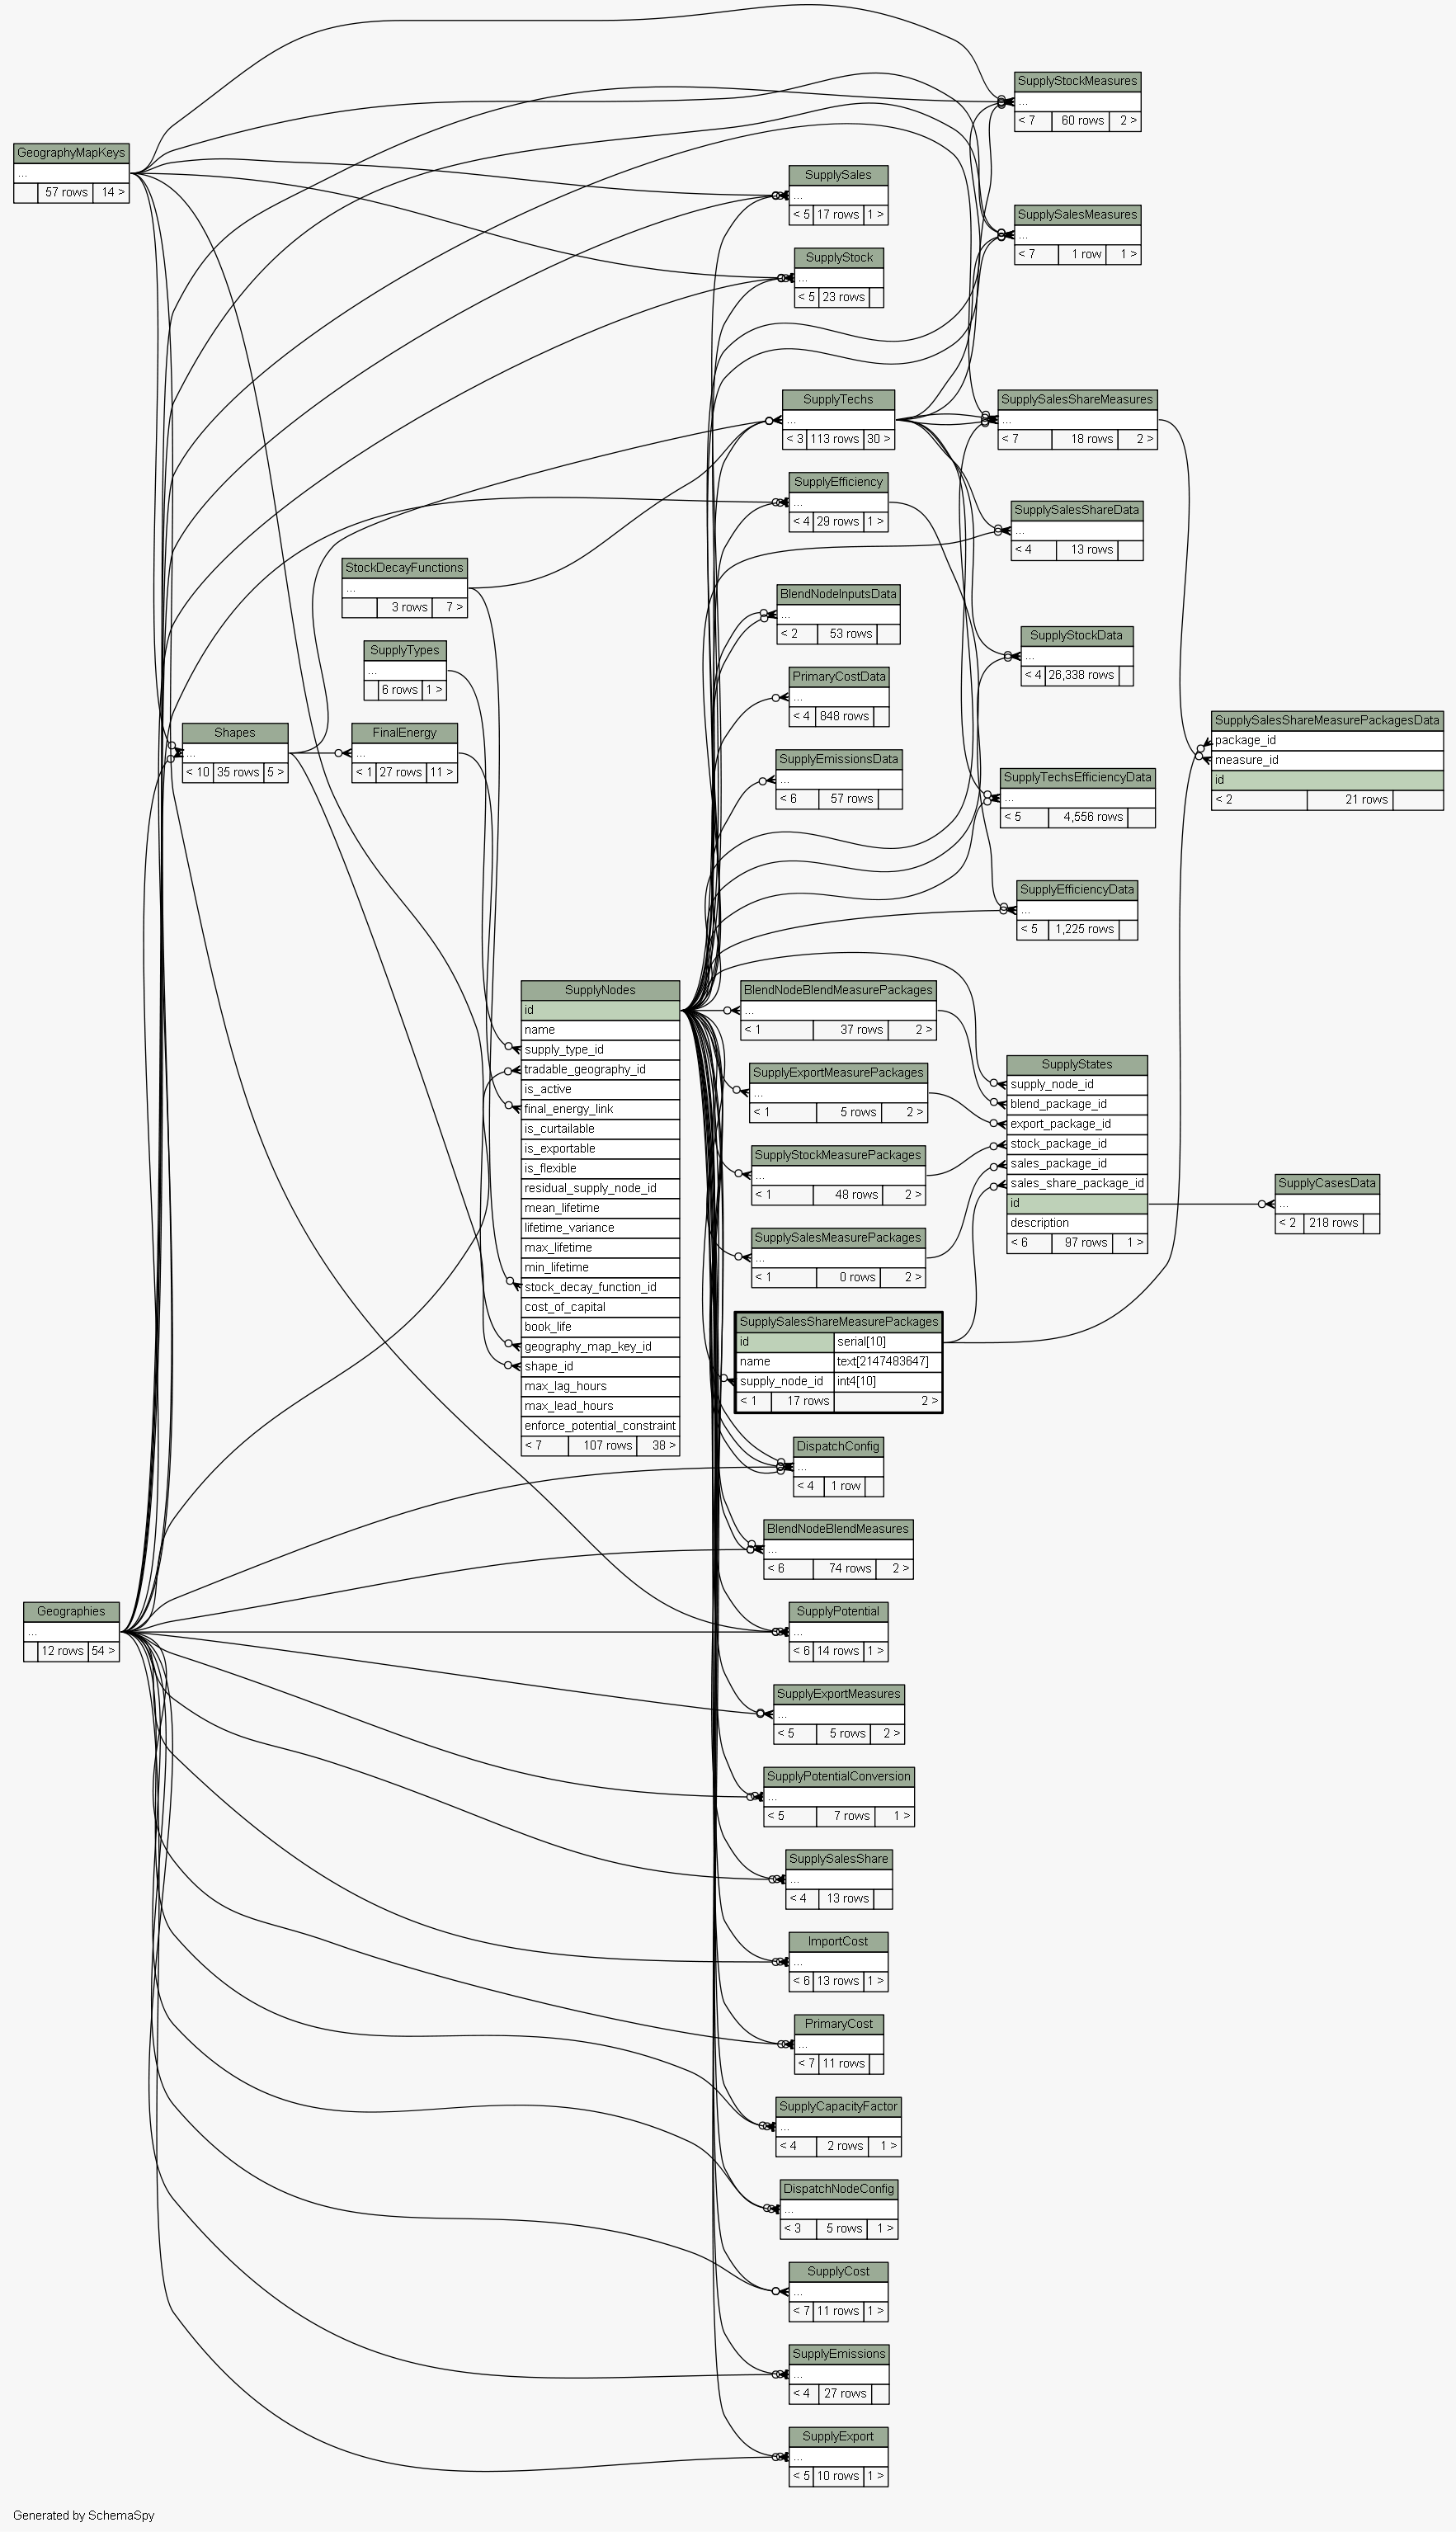 SupplyStockMeasures
...
< 7 60 rows 2 >
GeographyMapKeys
...
57 rows 14 >
SupplySales
...
< 5 17 rows 1 >
SupplySalesMeasures
...
< 7 1 row 1 >
SupplyStock
...
< 5 23 rows
SupplyTechs
...
< 3 113 rows 30 >
SupplySalesShareMeasures
...
< 7 18 rows 2 >
SupplyEfficiency
...
< 4 29 rows 1 >
SupplySalesShareData
...
< 4 13 rows
StockDecayFunctions
...
3 rows 7 >
BlendNodeInputsData
...
< 2 53 rows
SupplyStockData
...
< 4 26,338 rows
SupplyTypes
...
6 rows 1 >
PrimaryCostData
...
< 4 848 rows
SupplySalesShareMeasurePackagesData
package_id
measure_id
id
< 2 21 rows
Shapes
...
< 10 35 rows 5 >
FinalEnergy
...
< 1 27 rows 11 >
SupplyEmissionsData
...
< 6 57 rows
SupplyTechsEfficiencyData
...
< 5 4,556 rows
SupplyEfficiencyData
...
< 5 1,225 rows
SupplyNodes
id
name
supply_type_id
tradable_geography_id
is_active
final_energy_link
is_curtailable
is_exportable
is_flexible
residual_supply_node_id
mean_lifetime
lifetime_variance
max_lifetime
min_lifetime
stock_decay_function_id
cost_of_capital
book_life
geography_map_key_id
shape_id
max_lag_hours
max_lead_hours
enforce_potential_constraint
< 7 107 rows 38 >
BlendNodeBlendMeasurePackages
...
< 1 37 rows 2 >
SupplyExportMeasurePackages
...
< 1 5 rows 2 >
SupplyStockMeasurePackages
...
< 1 48 rows 2 >
SupplySalesMeasurePackages
...
< 1 0 rows 2 >
SupplyStates
supply_node_id
blend_package_id
export_package_id
stock_package_id
sales_package_id
sales_share_package_id
id
description
< 6 97 rows 1 >
SupplyCasesData
...
< 2 218 rows
SupplySalesShareMeasurePackages
id serial[10]
name text[2147483647]
supply_node_id int4[10]
< 1 17 rows 2 >
DispatchConfig
...
< 4 1 row
BlendNodeBlendMeasures
...
< 6 74 rows 2 >
Geographies
...
12 rows 54 >
SupplyPotential
...
< 6 14 rows 1 >
SupplyExportMeasures
...
< 5 5 rows 2 >
SupplyPotentialConversion
...
< 5 7 rows 1 >
SupplySalesShare
...
< 4 13 rows
ImportCost
...
< 6 13 rows 1 >
PrimaryCost
...
< 7 11 rows
SupplyCapacityFactor
...
< 4 2 rows 1 >
DispatchNodeConfig
...
< 3 5 rows 1 >
SupplyCost
...
< 7 11 rows 1 >
SupplyEmissions
...
< 4 27 rows
SupplyExport
...
< 5 10 rows 1 >
Generated by SchemaSpy